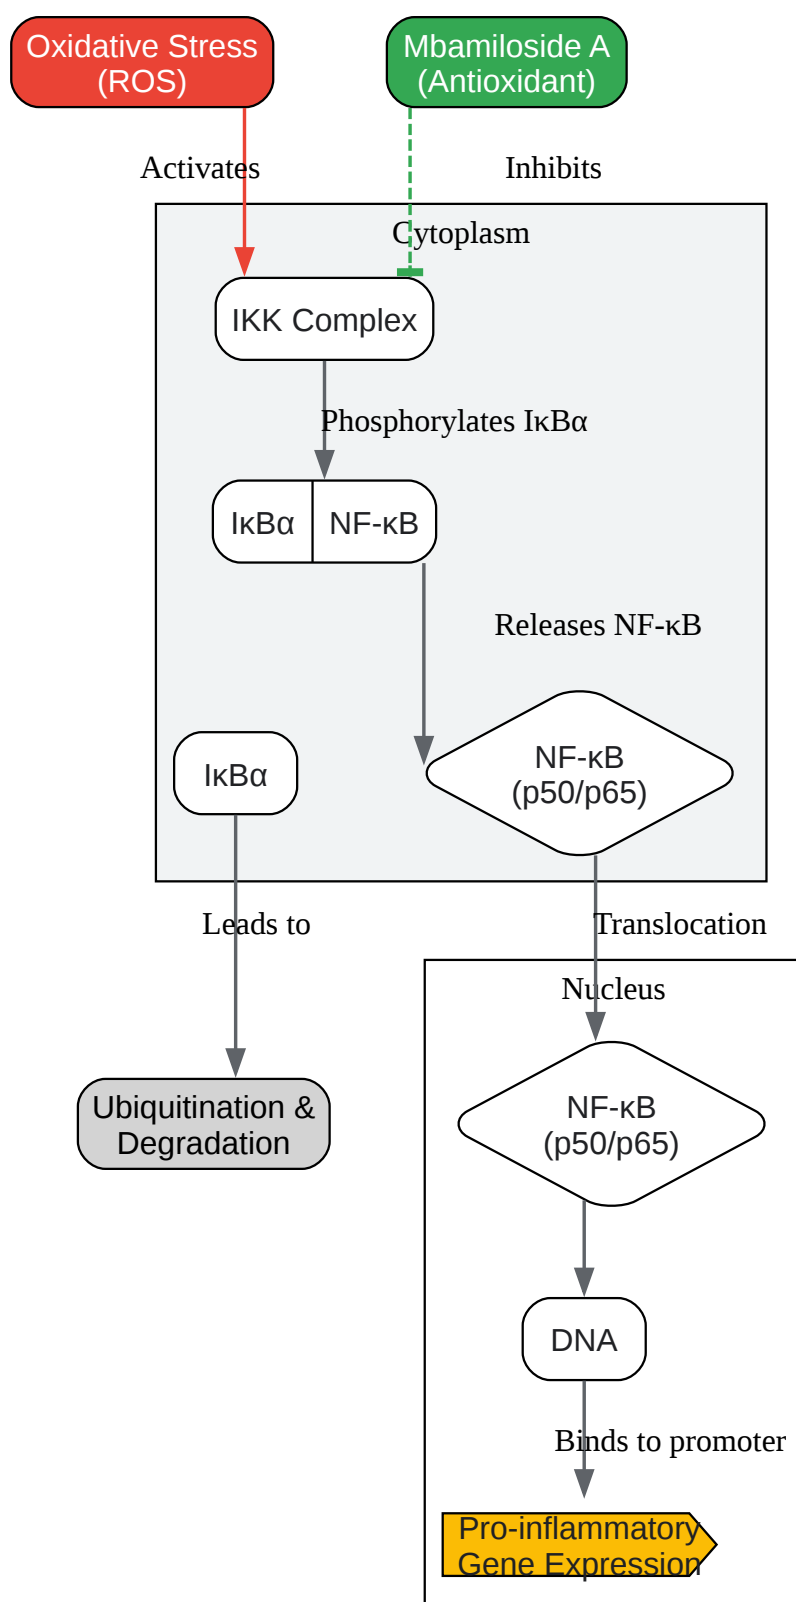 Oxidative Stress
(ROS)
Mbamiloside A
(Antioxidant)
Activates
Inhibits
Cytoplasm
IKK Complex
Phosphorylates IκBα
IκBα
NF-κB
Releases NF-κB
NF-κB
(p50/p65)
IκBα
Leads to
Translocation
Nucleus
Ubiquitination &
Degradation
NF-κB
(p50/p65)
DNA
Binds to promoter
Pro-inflammatory
Gene Expression